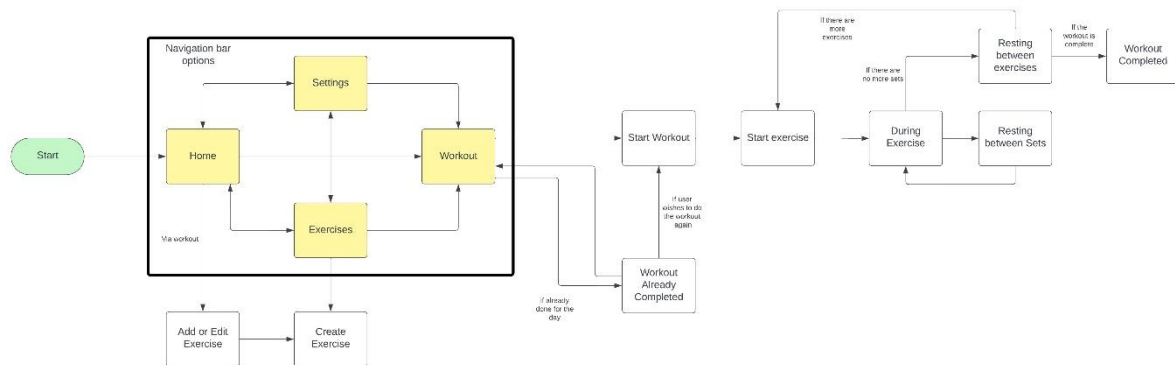 Navigation bar
options
Settings
Start
Home
Workout
Via workout
Exercises
Add or Edit
Exercise
Create
Exercise
if already
done for the
day
Workout
Already
Completed
If user
wishes to do
the workout
again
Start Workout
Start exercise
If there are
more
exercises
If there are
no more sets
During
Exercise
Resting
between Sets
Resting
between
exercises
If the
workout is
complete
Workout
Completed